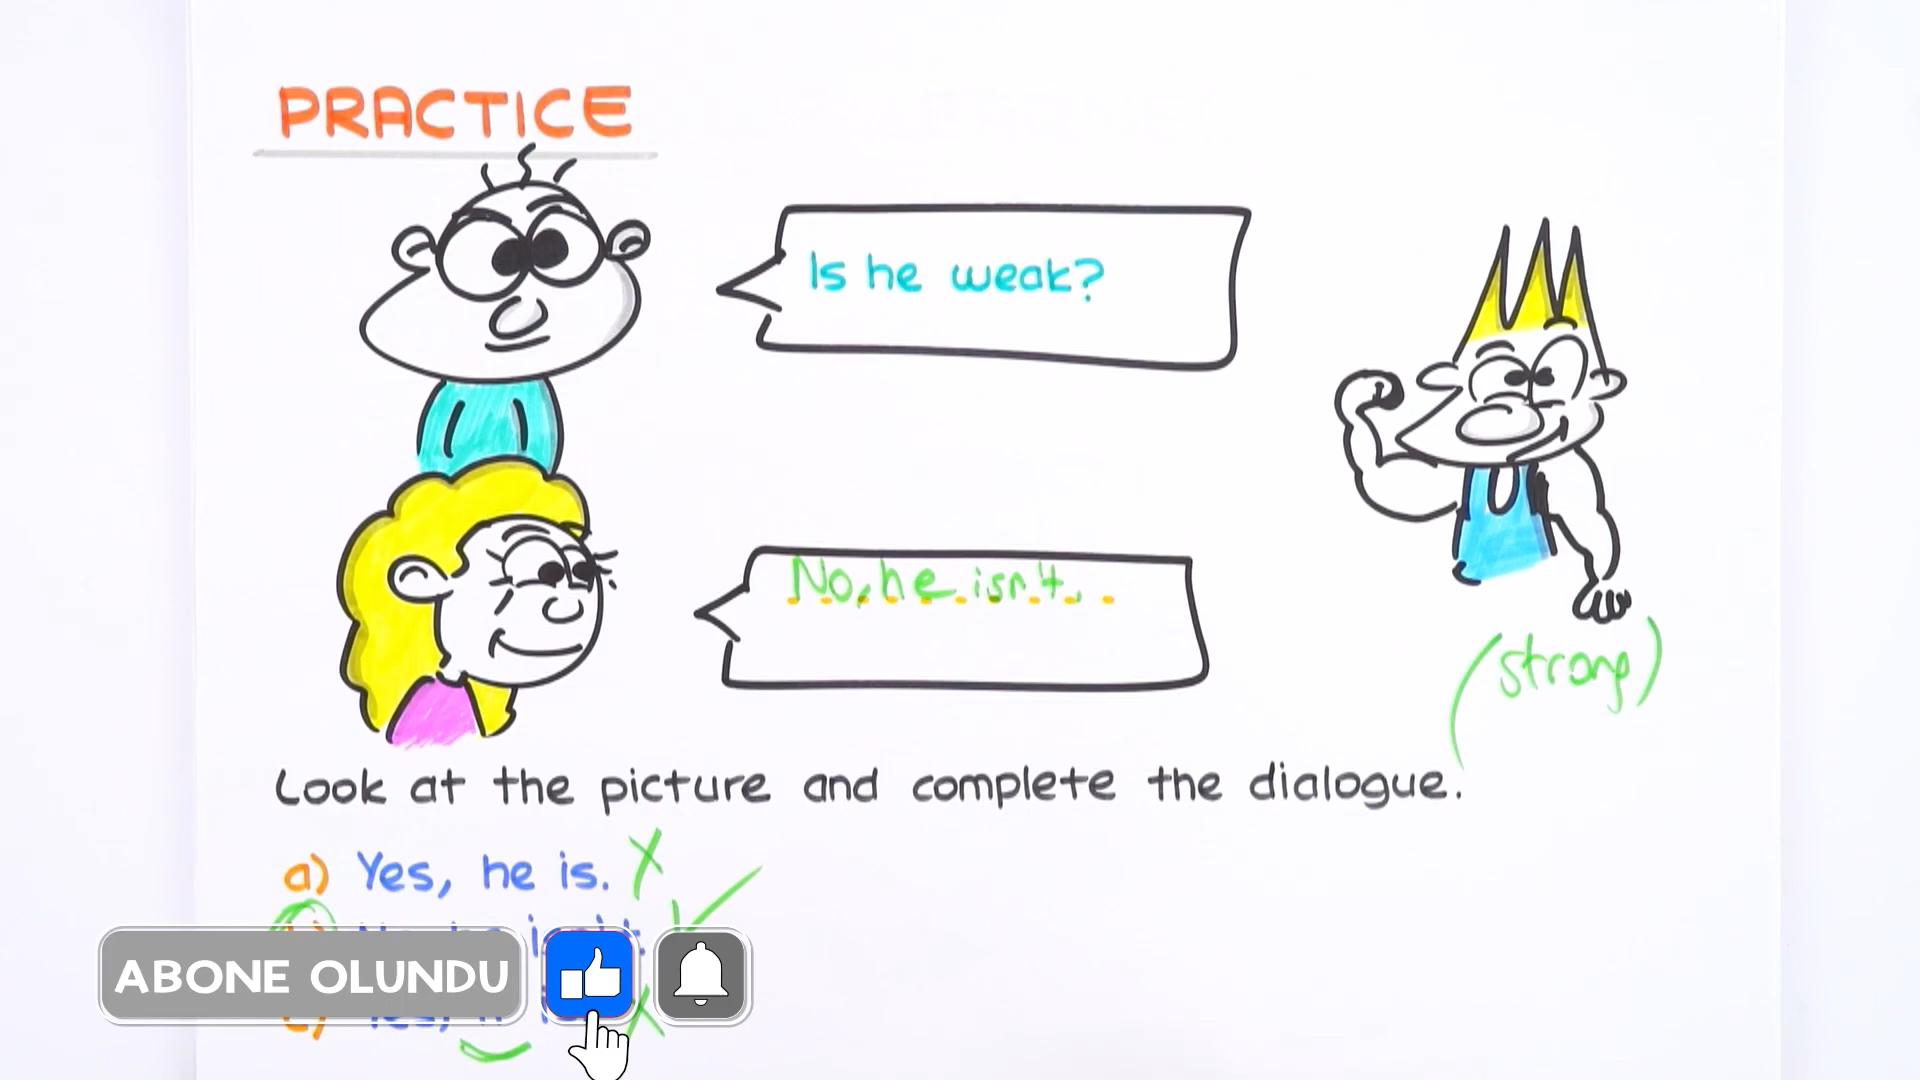 PRACTICE
Is he weak?
No, he isn't.
(strong)
Look at the picture and complete the dialogue.
a) Yes, he is. X
ABONE OLUNDU